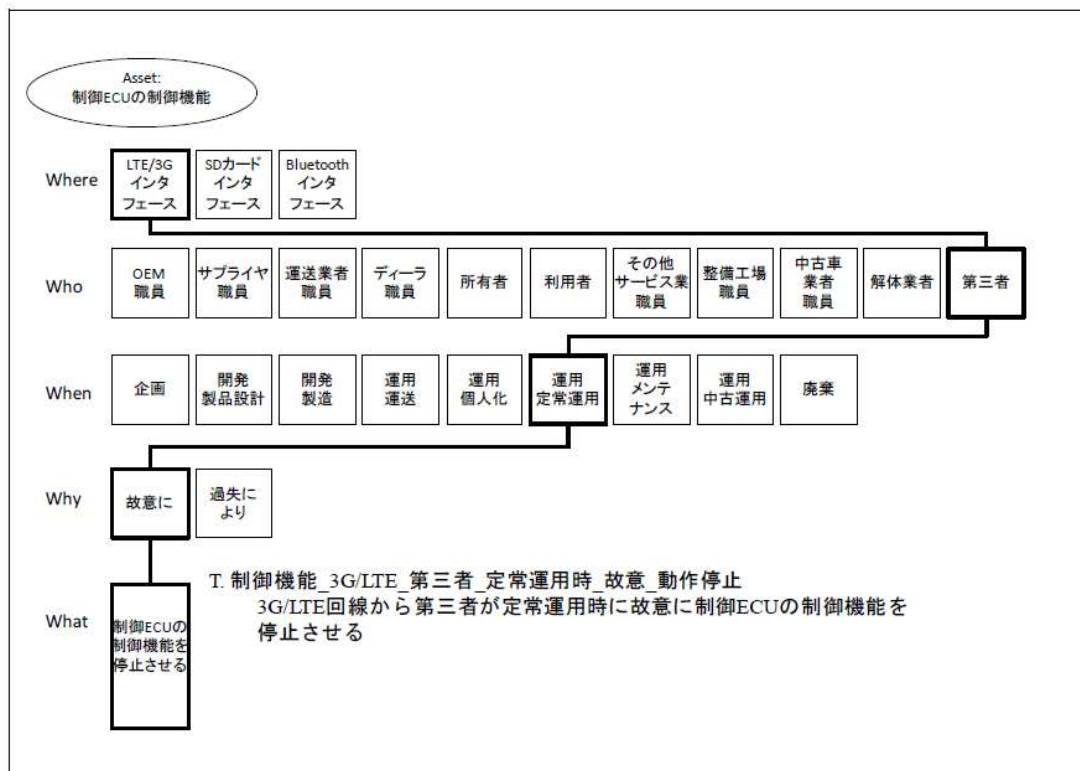 Asset:
制御ECUの制御機能
Where
LTE/3G
インタ
フェース
SDカード
インタ
フェース
Bluetooth
インタ
フェース
Who
OEM
職員
サプライヤ
職員
運送業者
職員
ディーラ
職員
所有者
利用者
その他
サービス業
職員
整備工場
職員
中古車
業者
職員
解体業者
第三者
When
企画
開発
製品設計
開発
製造
運用
運送
運用
個人化
運用
定常運用
運用
メンテ
ナンス
運用
中古運用
廃棄
Why
故意に
過失に
より
What
制御ECUの
制御機能を
停止させる
T. 制御機能_3G/LTE_第三者_定常運用時_故意_動作停止
3G/LTE回線から第三者が定常運用時に故意に制御ECUの制御機能を
停止させる